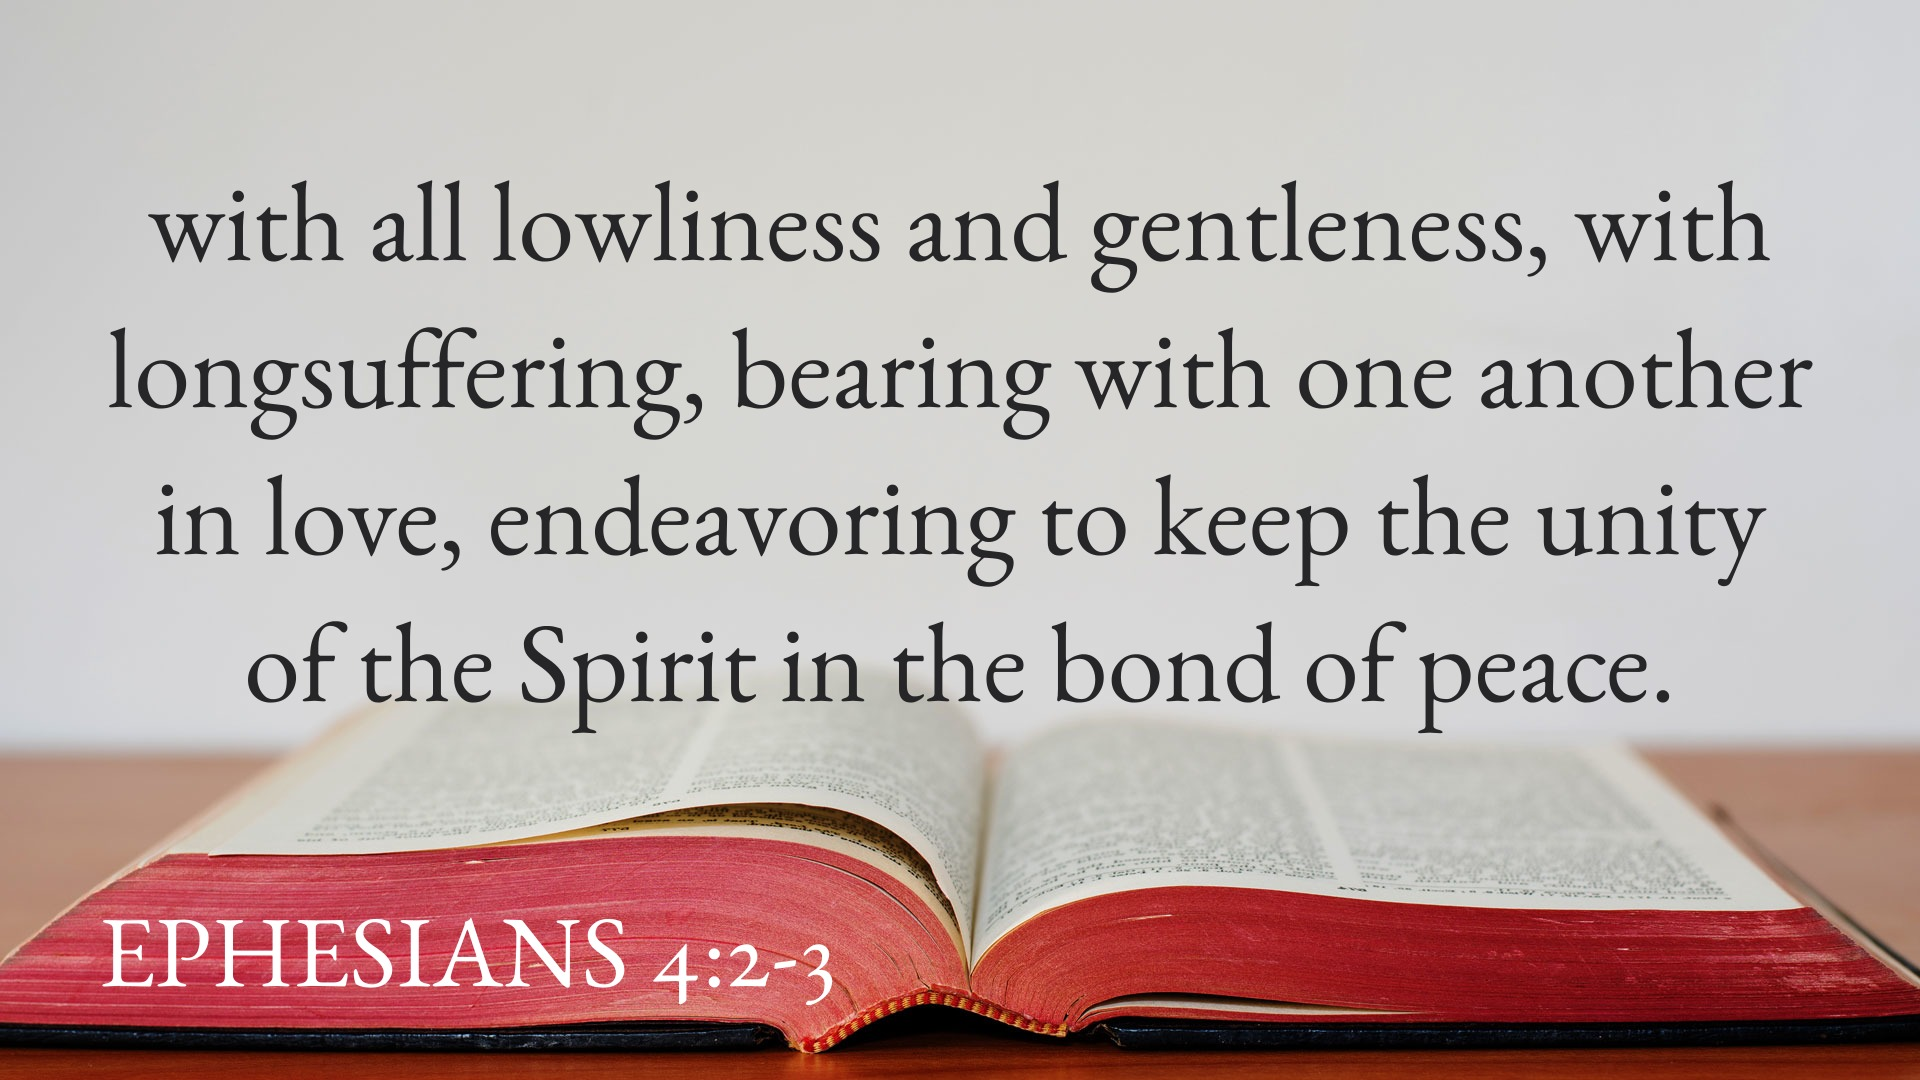 with all lowliness and gentleness, with
longsuffering, bearing with one another
in love, endeavoring to keep the unity
of the Spirit in the bond of peace.
EPHESIANS 4:2-3